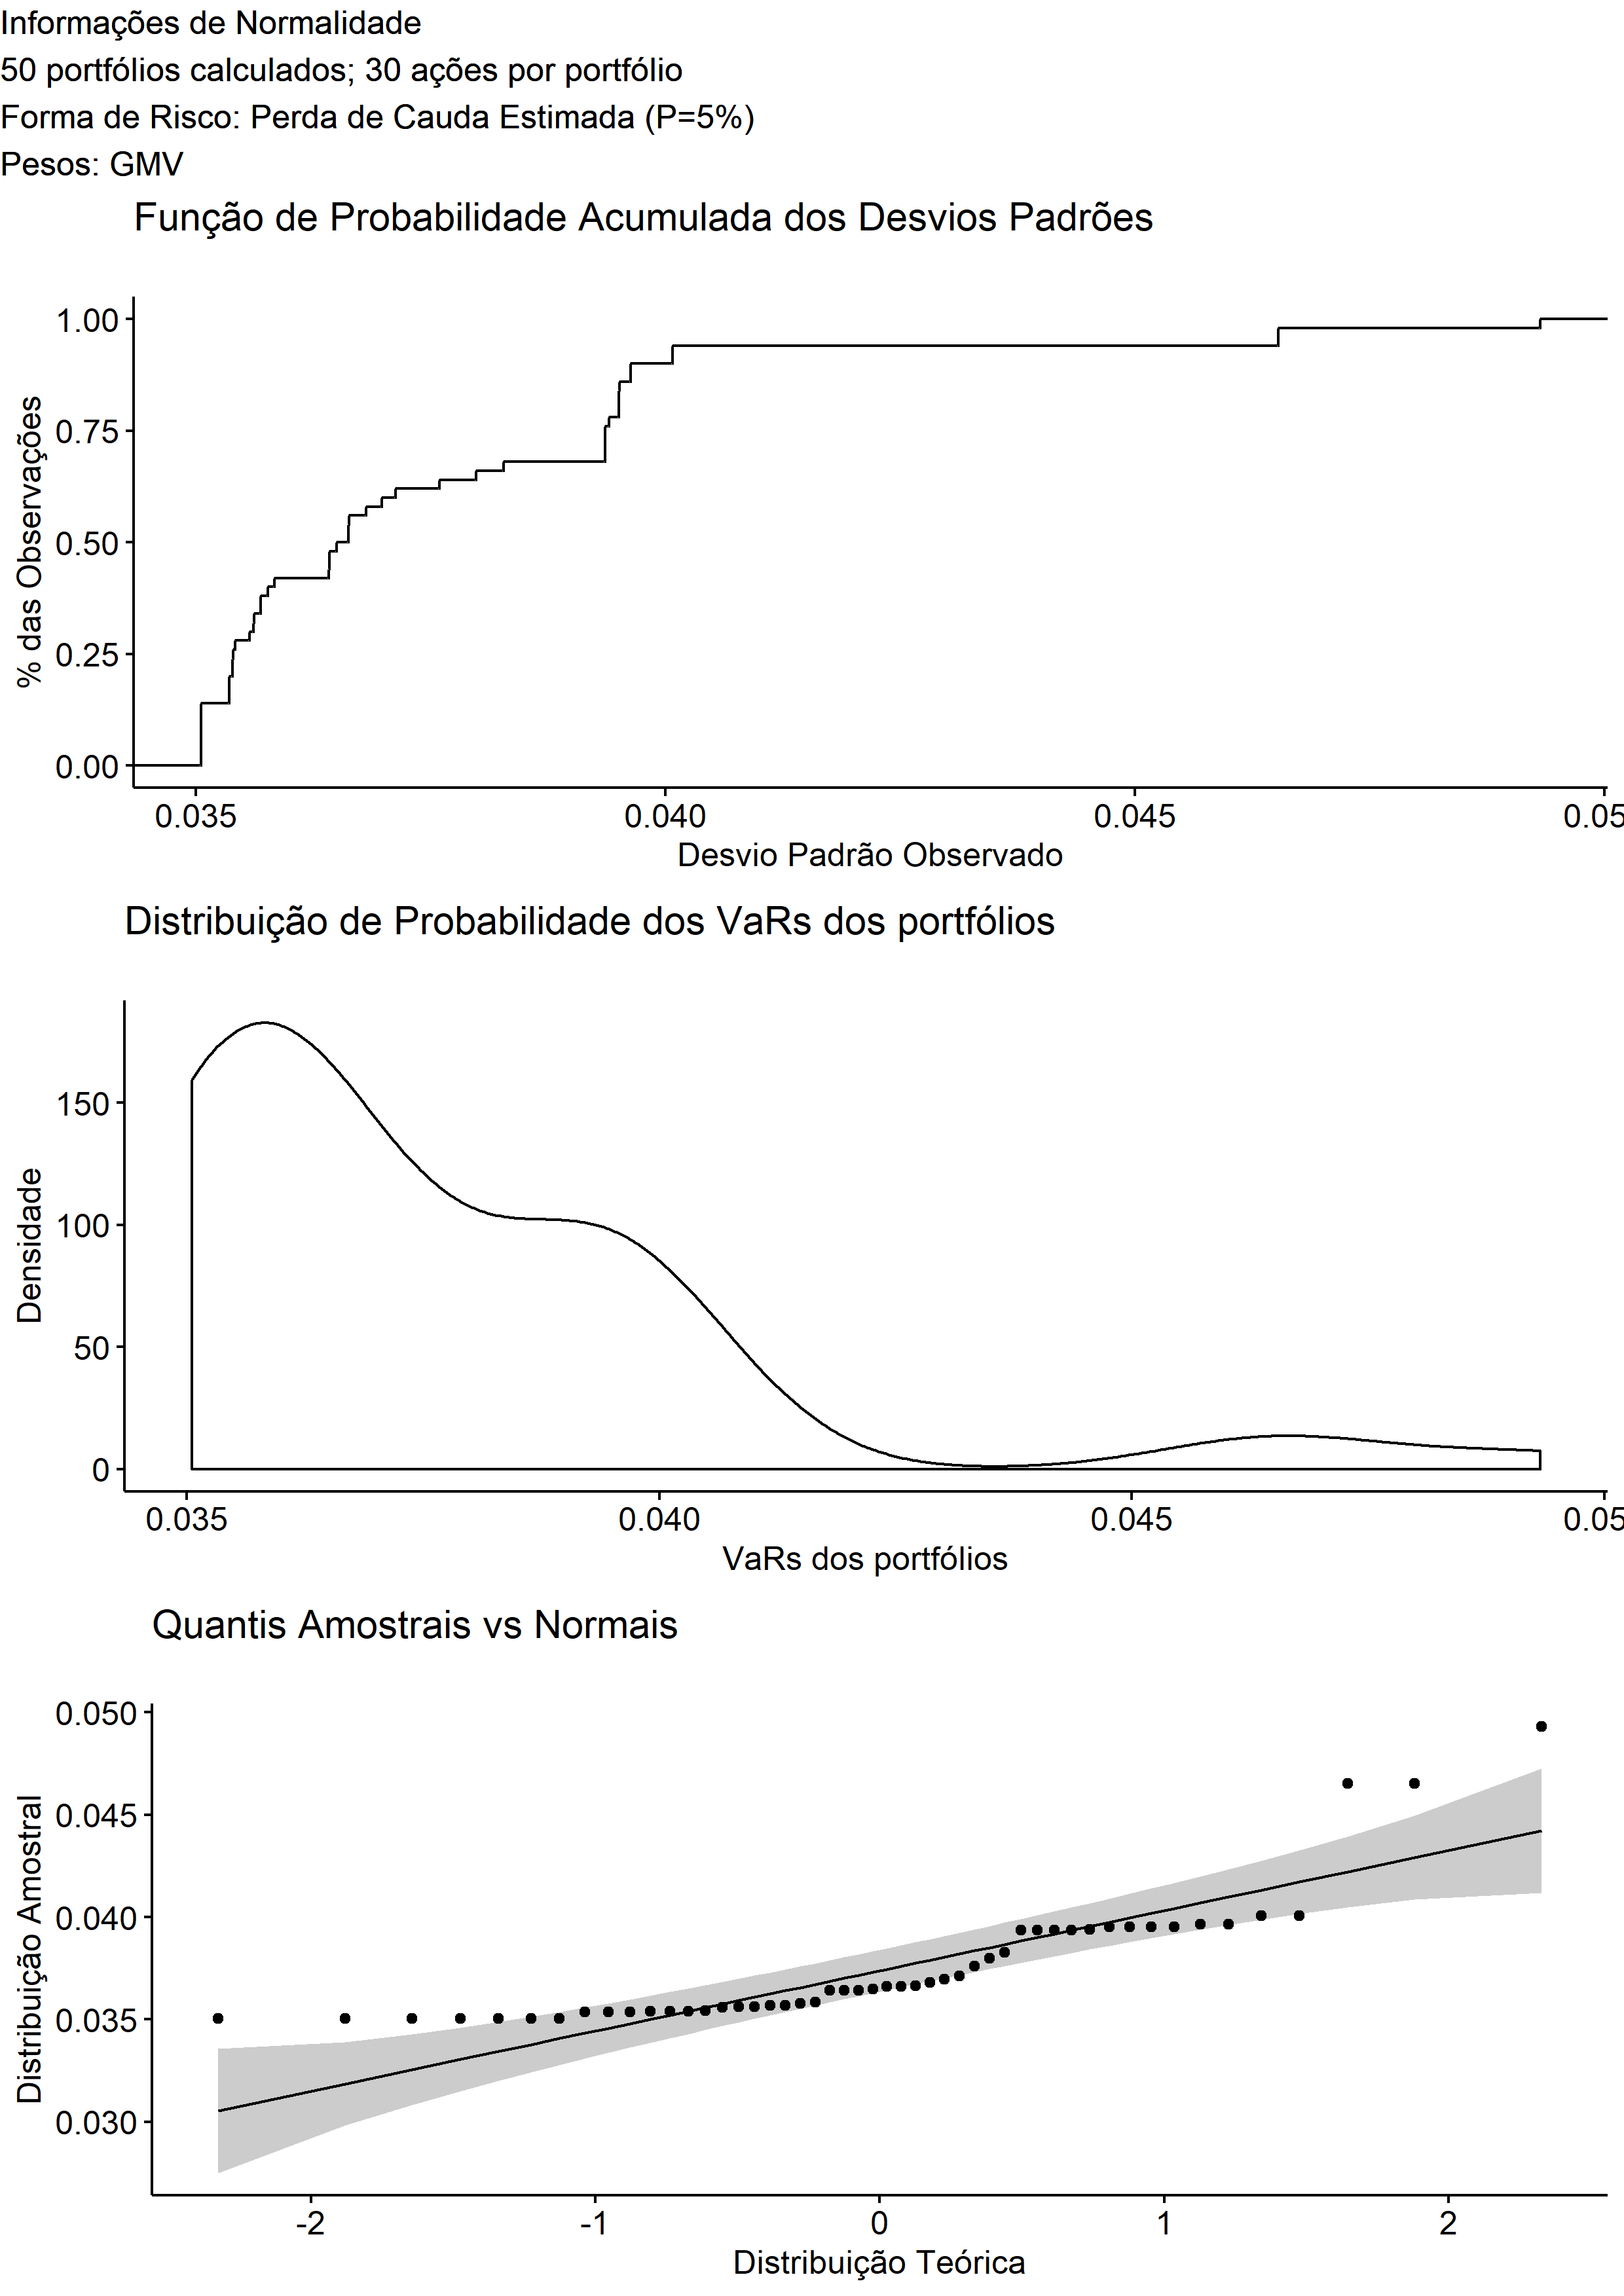 Informações de Normalidade
50 portfólios calculados; 30 ações por portfólio
Forma de Risco: Perda de Cauda Estimada (P=5%)
Pesos: GMV
Função de Probabilidade Acumulada dos Desvios Padrões
% das Observações
1.00
0.75
0.50
0.25
0.00
0.035 0.040 0.045 0.05
Desvio Padrão Observado
Distribuição de Probabilidade dos VaRs dos portfólios
Densidade
150
100
50
0
0.035 0.040 0.045 0.05
VaRs dos portfólios
Quantis Amostrais vs Normais
Distribuição Amostral
0.050
0.045
0.040
0.035
0.030
-2 -1 0 1 2
Distribuição Teórica